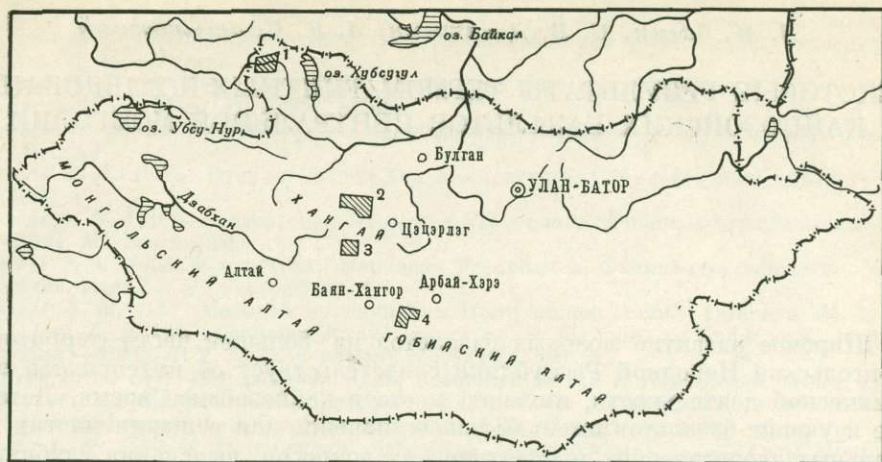 оз. Байкал
1
Хубсугул
оз. Убсу-Нур
Булган
УЛАН-БАТОР
МОНГОЛЬСКИЙ АЛТАЙ
Дзабхан
ХАНГАЙ
2
Цэцэрлэг
3
Алтай
Баян-Хангор
Арбай-Хэрэ
4
ГОБИЙСКИЙ АЛТАЙ